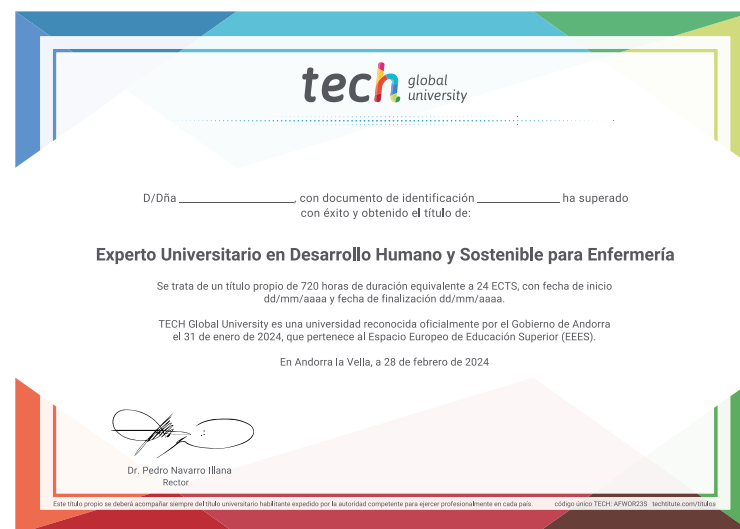 tech global university
D/Dña ______________, con documento de identificación __________ ha superado
con éxito y obtenido el título de:
Experto Universitario en Desarrollo Humano y Sostenible para Enfermería
Se trata de un título propio de 720 horas de duración equivalente a 24 ECTS, con fecha de inicio
dd/mm/aaaa y fecha de finalización dd/mm/aaaa.
TECH Global University es una universidad reconocida oficialmente por el Gobierno de Andorra
el 31 de enero de 2024, que pertenece al Espacio Europeo de Educación Superior (EEES).
En Andorra la Vella, a 28 de febrero de 2024
Dr. Pedro Navarro Illana
Rector
Este título propio se deberá acompañar siempre del título universitario habilitante expedido por la autoridad competente para ejercer profesionalmente en cada país. código único TECH: AFWOR23S techtitute.com/titulos